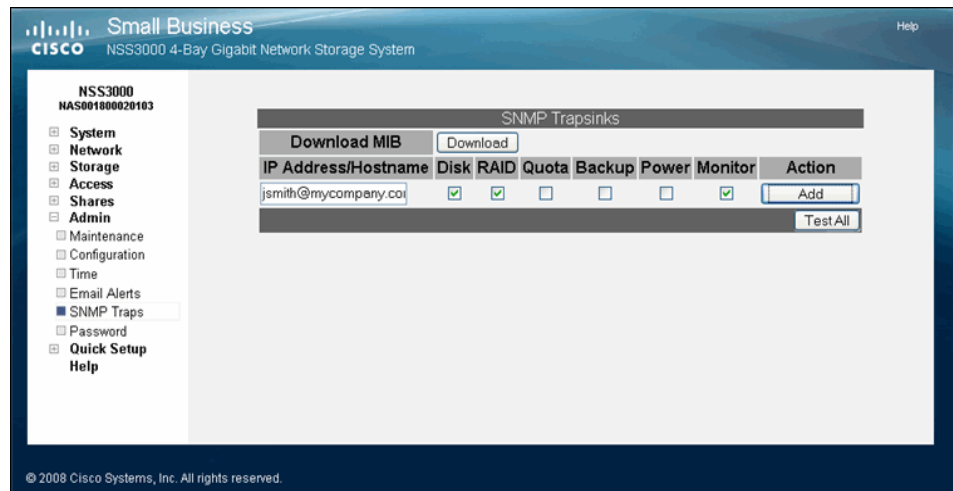 Small Business
Help
CISCO NSS3000 4-Bay Gigabit Network Storage System
NSS3000
NAS001800020103
System
Network
Storage
Access
Shares
Admin
Maintenance
Configuration
Time
Email Alerts
SNMP Traps
Password
Quick Setup
Help
SNMP Trapsinks
Download MIB Download
IP Address/Hostname Disk RAID Quota Backup Power Monitor Action
jsmith@mycompany.coi Add
Test All
© 2008 Cisco Systems, Inc. All rights reserved.